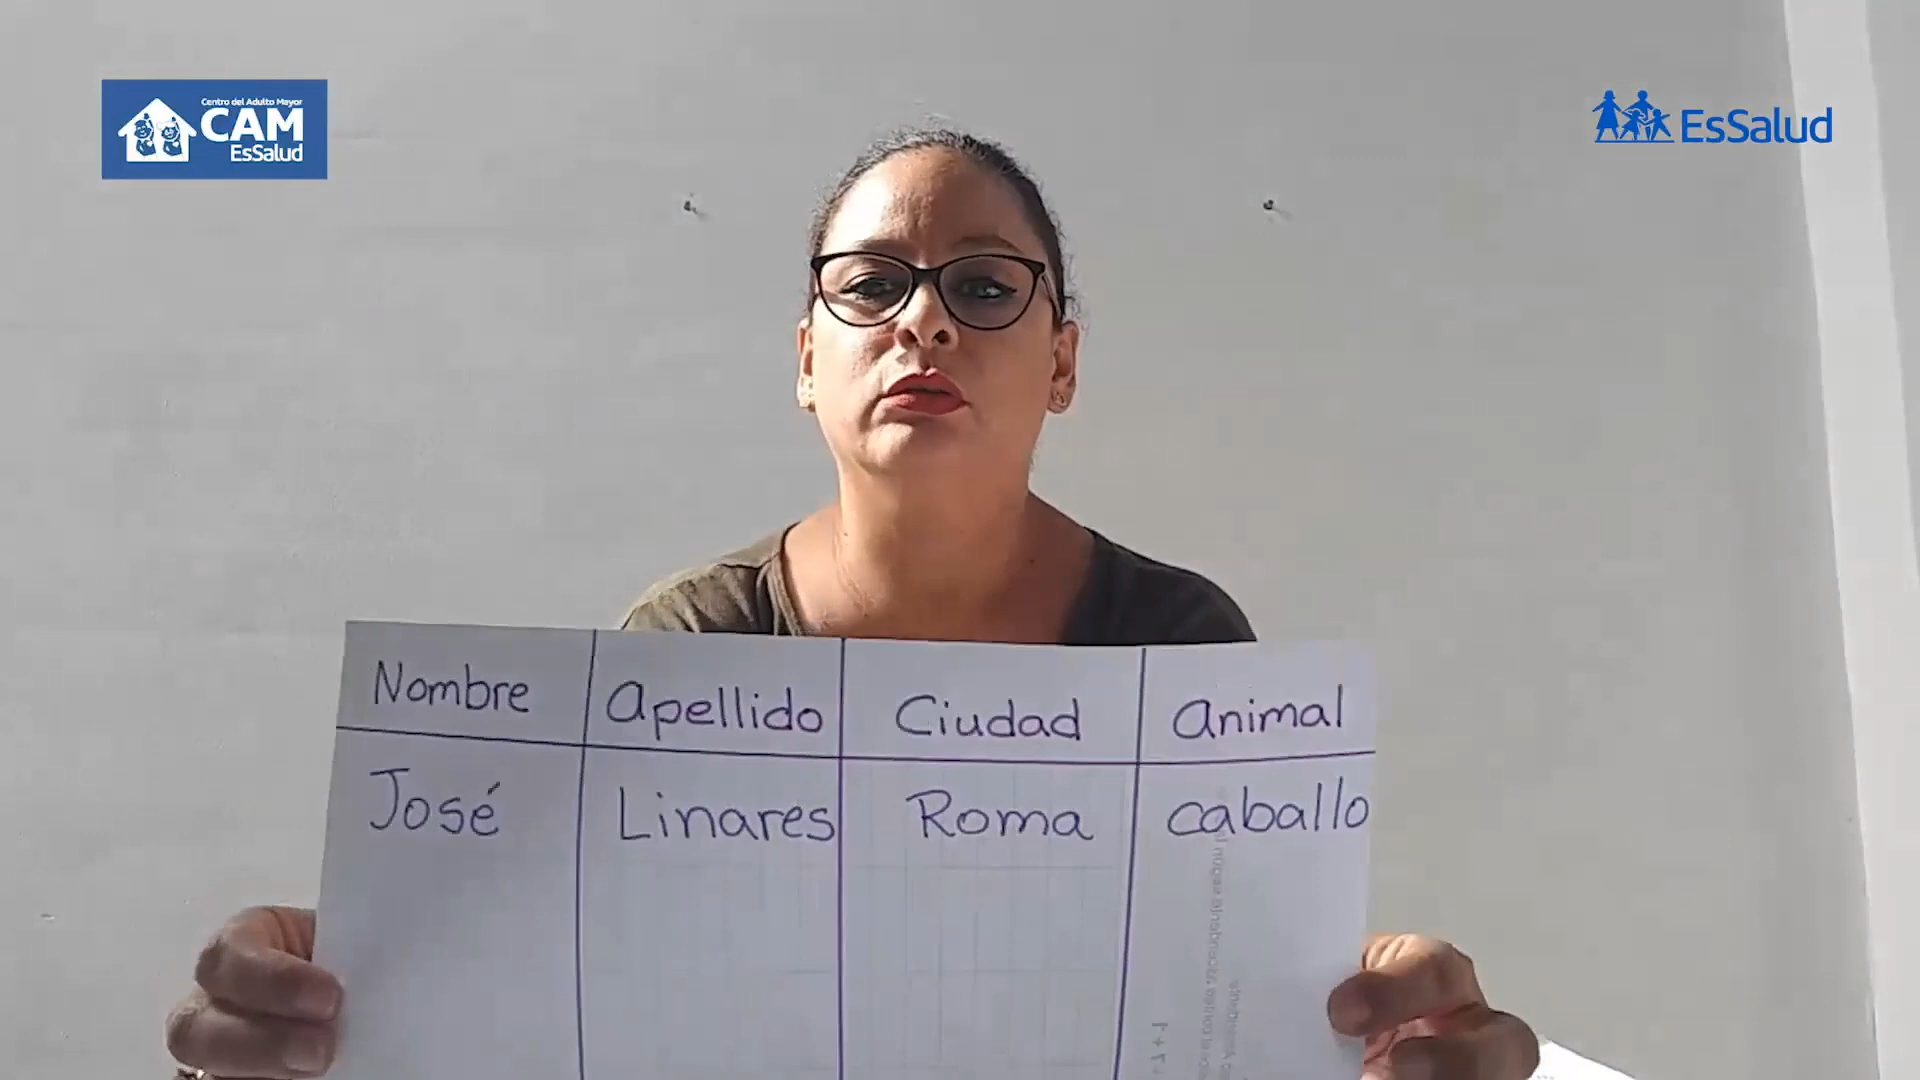 Centro del Adulto Mayor
CAM
EsSalud
EsSalud
Nombre Apellido Ciudad Animal
José Linares Roma caballo